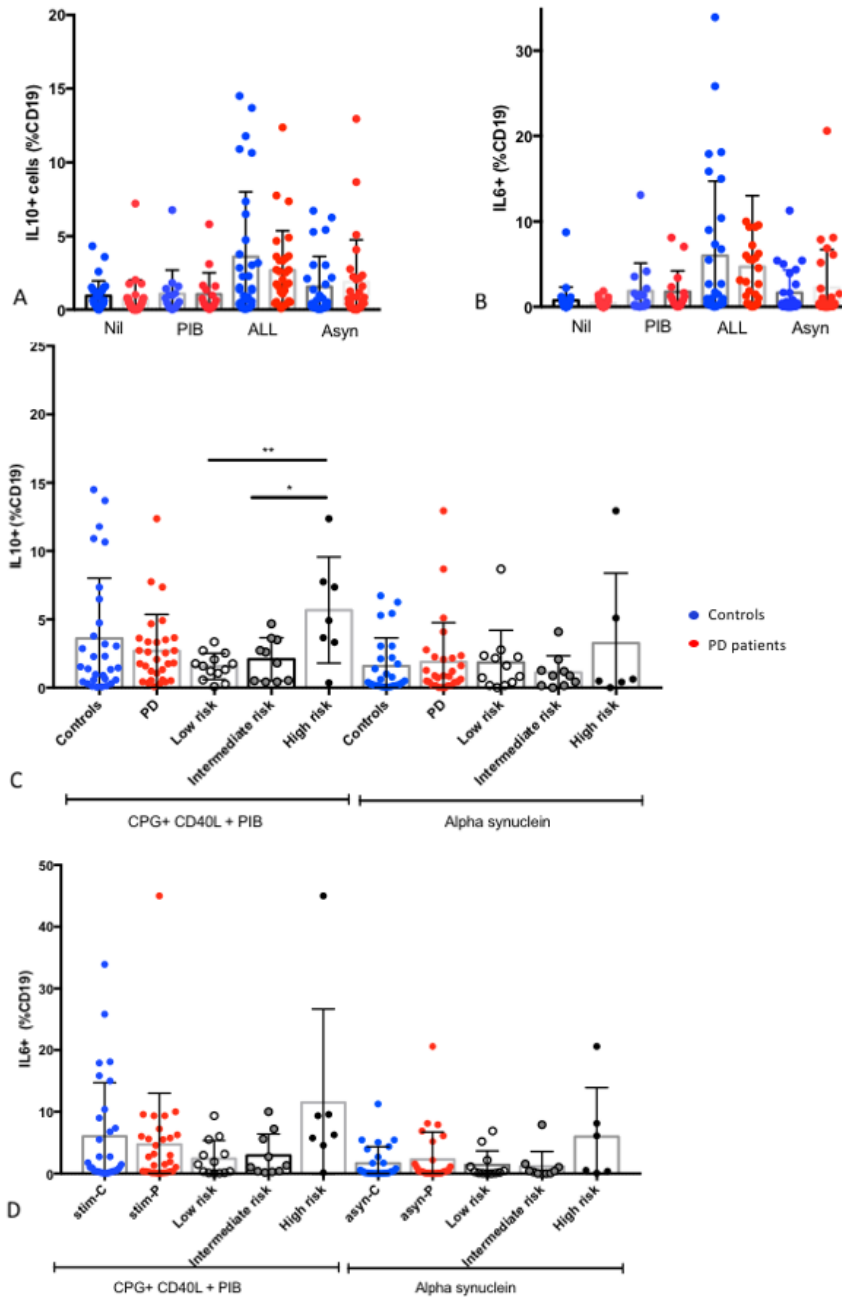 20
15
10
5
0
IL10+ cells (%CD19)
A
Nil PIB ALL Asyn
30
20
10
0
IL6+ (%CD19)
B
Nil PIB ALL Asyn
25
20
15
10
5
0
IL10+ (%CD19)
**
*
Controls
PD patients
Controls PD Low risk Intermediate risk High risk Controls PD Low risk Intermediate risk High risk
C
CPG+ CD40L + PIB Alpha synuclein
50
40
30
20
10
0
IL6+ (%CD19)
stim-C stim-P Low risk Intermediate risk High risk asyn-C asyn-P Low risk Intermediate risk High risk
D
CPG+ CD40L + PIB Alpha synuclein